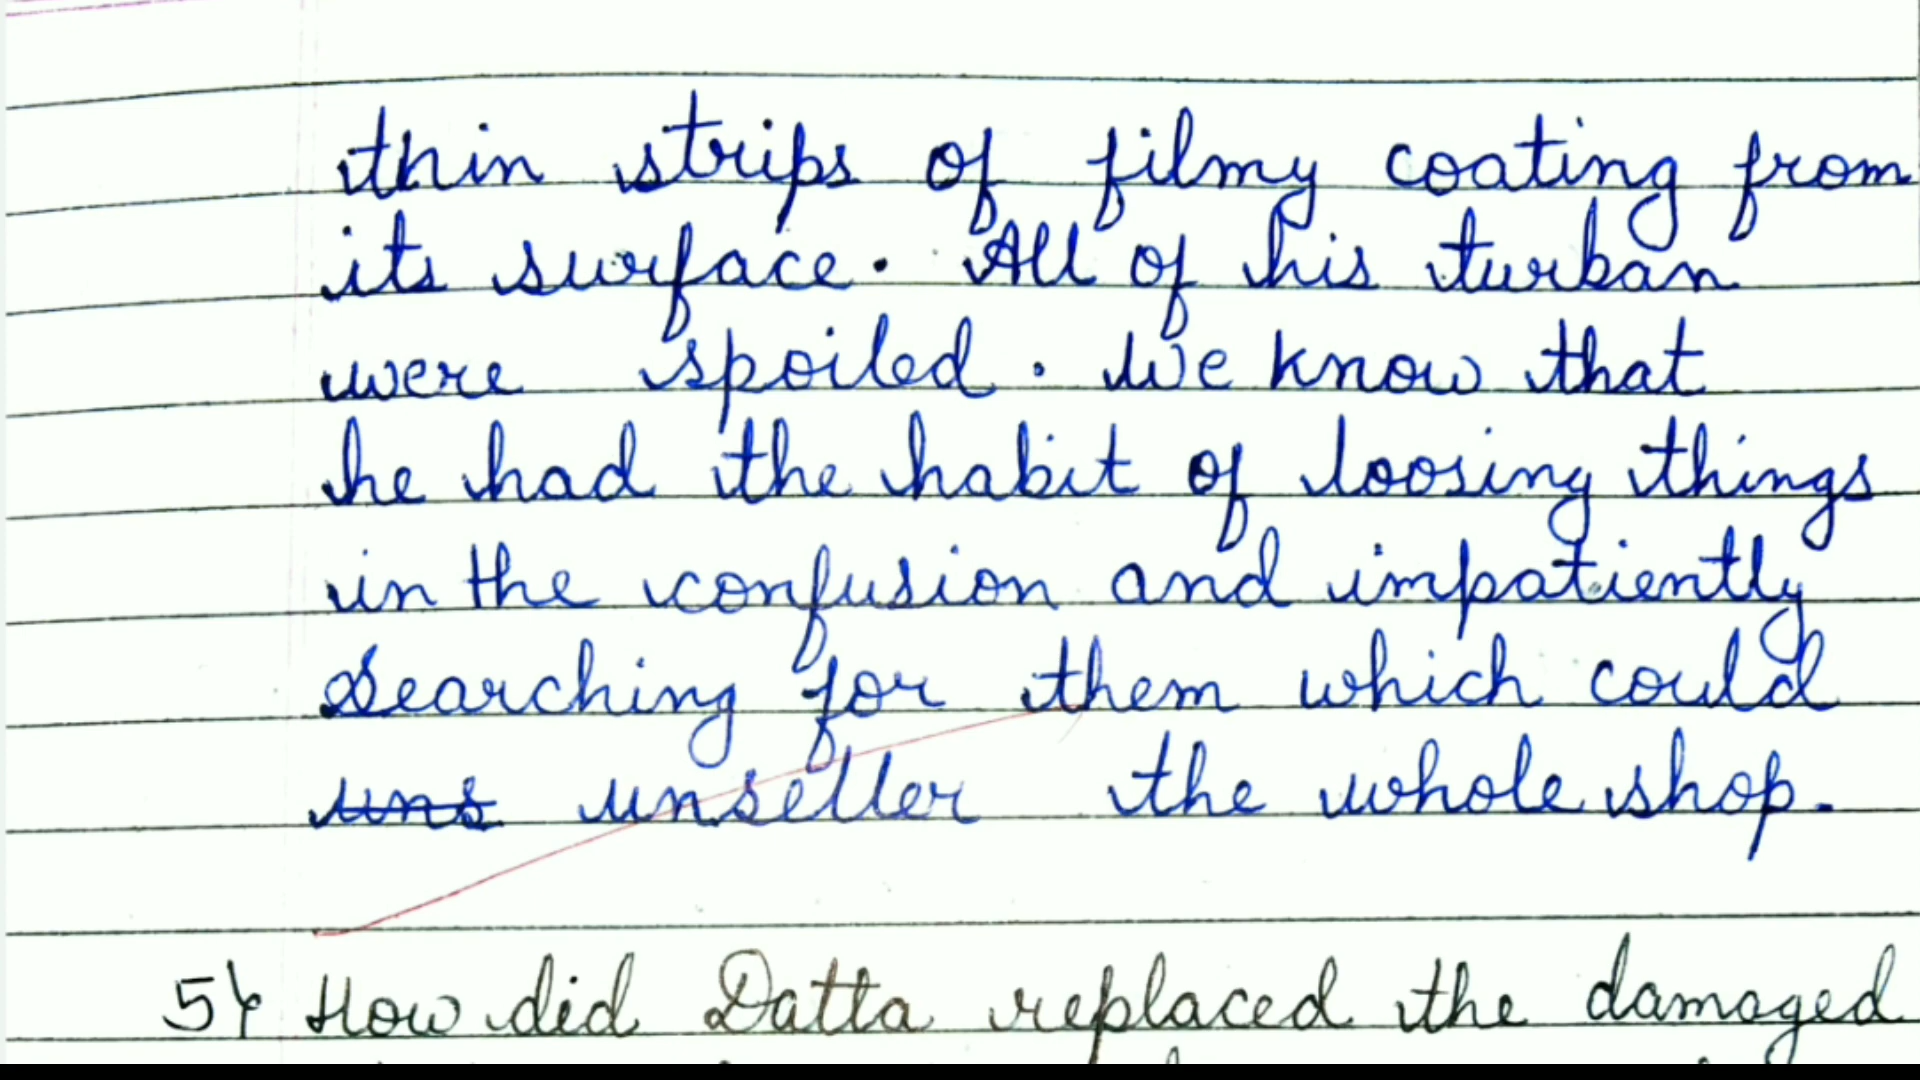 thin strips of filmy coating from
its surface. All of his turban
were spoiled. We know that
he had the habit of loosing things
in the confusion and impatiently
searching for them which could
uns unseller the whole shop.
5) How did Datta replaced the damaged